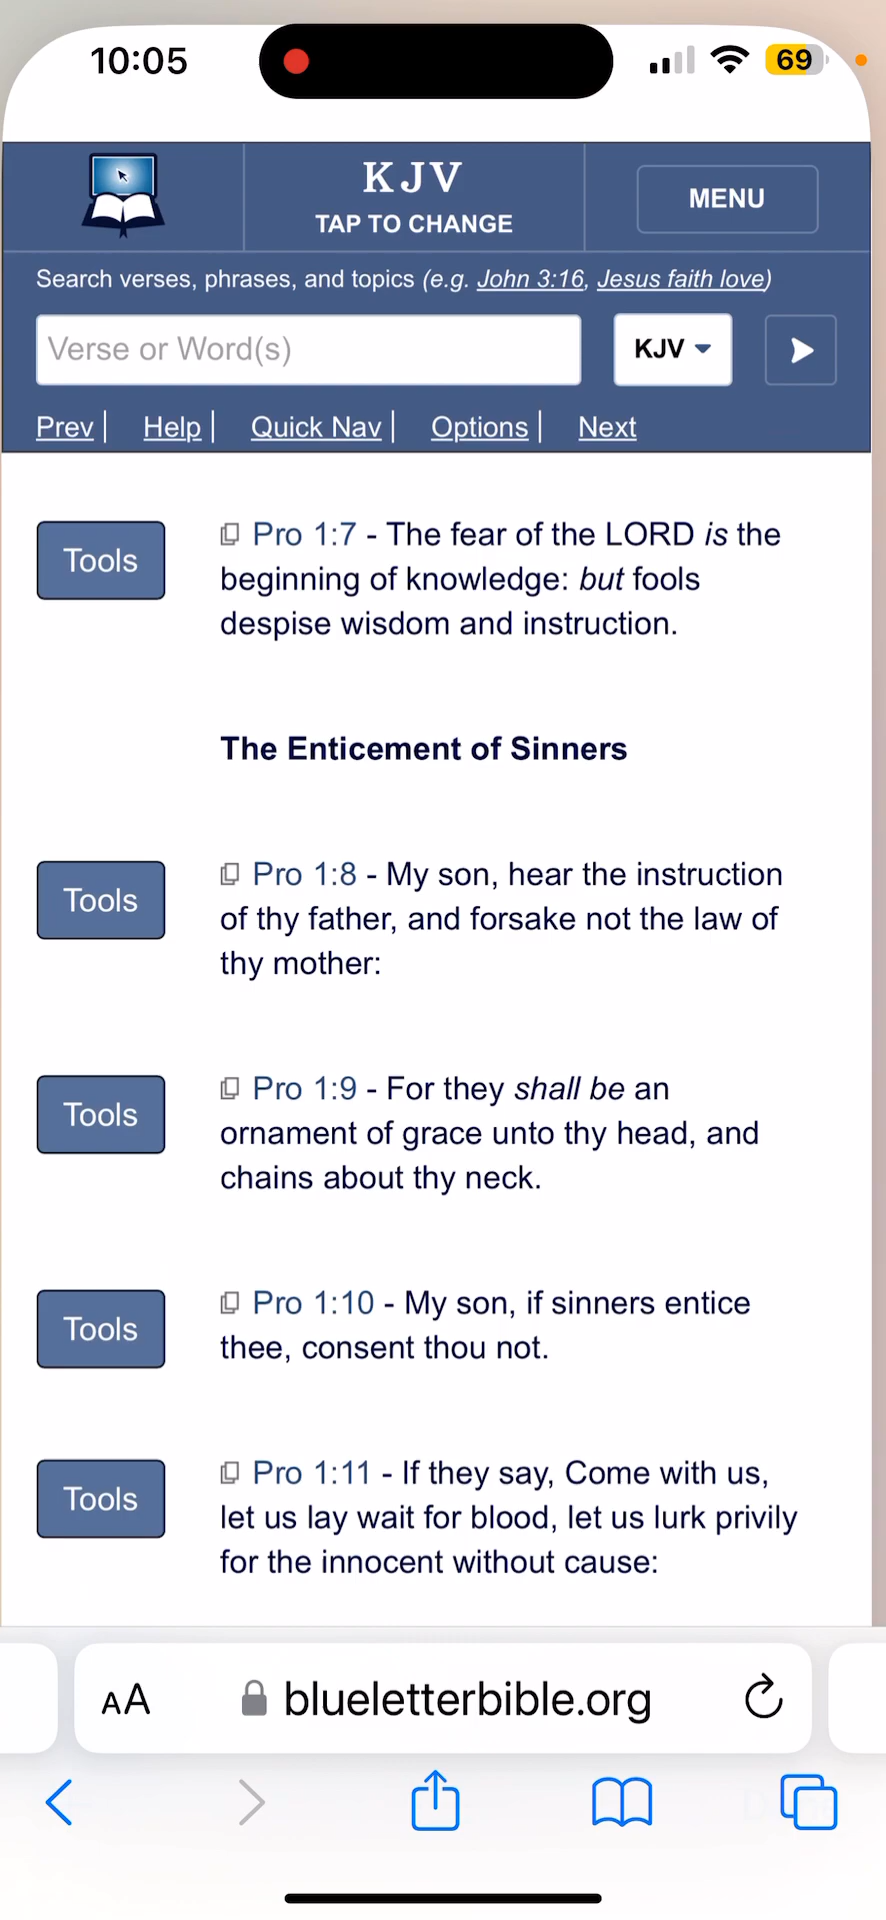 10:05
69
KJV
TAP TO CHANGE
MENU
Search verses, phrases, and topics (e.g. John 3:16, Jesus faith love)
Verse or Word(s)
KJV
Prev| Help| Quick Nav| Options| Next
Tools
Pro 1:7 - The fear of the LORD is the
beginning of knowledge: but fools
despise wisdom and instruction.
The Enticement of Sinners
Tools
Pro 1:8 - My son, hear the instruction
of thy father, and forsake not the law of
thy mother:
Tools
Pro 1:9 - For they shall be an
ornament of grace unto thy head, and
chains about thy neck.
Tools
Pro 1:10 - My son, if sinners entice
thee, consent thou not.
Tools
Pro 1:11 - If they say, Come with us,
let us lay wait for blood, let us lurk privily
for the innocent without cause:
AA blueletterbible.org